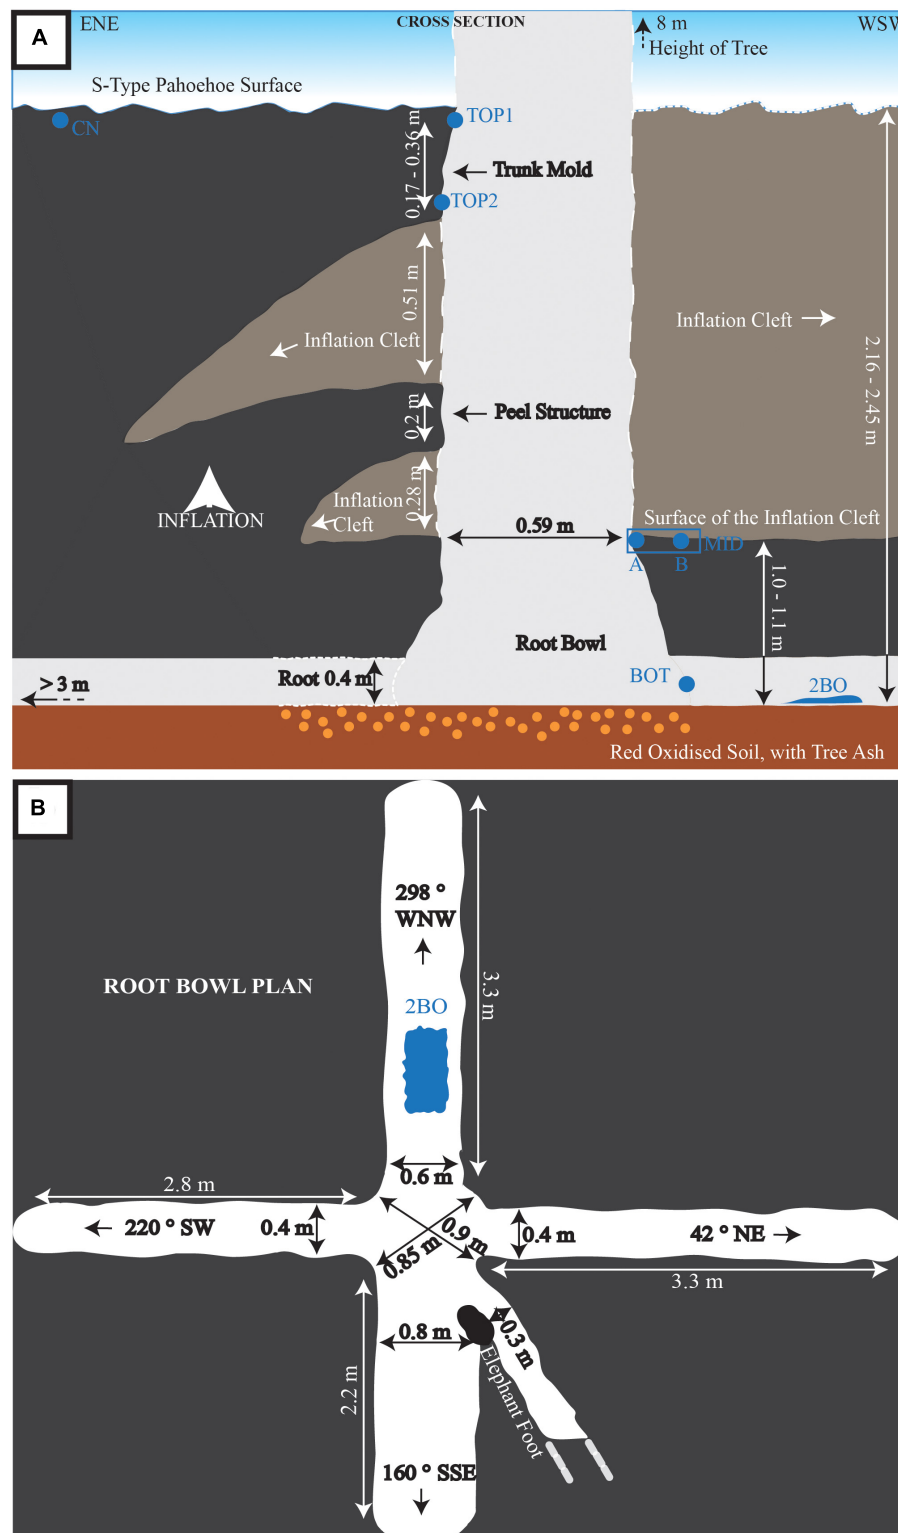 A
ENE
CROSS SECTION
8 m
WSW
Height of Tree
S-Type Pahoehoe Surface
CN
TOP1
0.17 - 0.36 m
Trunk Mold
TOP2
0.51 m
Inflation Cleft
Inflation Cleft
2.16 - 2.45 m
0.2 m
Peel Structure
0.28 m
Inflation
Cleft
INFLATION
0.59 m
Surface of the Inflation Cleft
MID
A
B
1.0 - 1.1 m
Root Bowl
Root 0.4 m
> 3 m
BOT
2BO
Red Oxidised Soil, with Tree Ash
B
298 °
WNW
ROOT BOWL PLAN
3.3 m
2BO
0.6 m
2.8 m
220 ° SW
0.4 m
0.9 m
0.85 m
0.4 m
42 ° NE
3.3 m
0.8 m
0.3 m
Elephant Foot
2.2 m
160 ° SSE